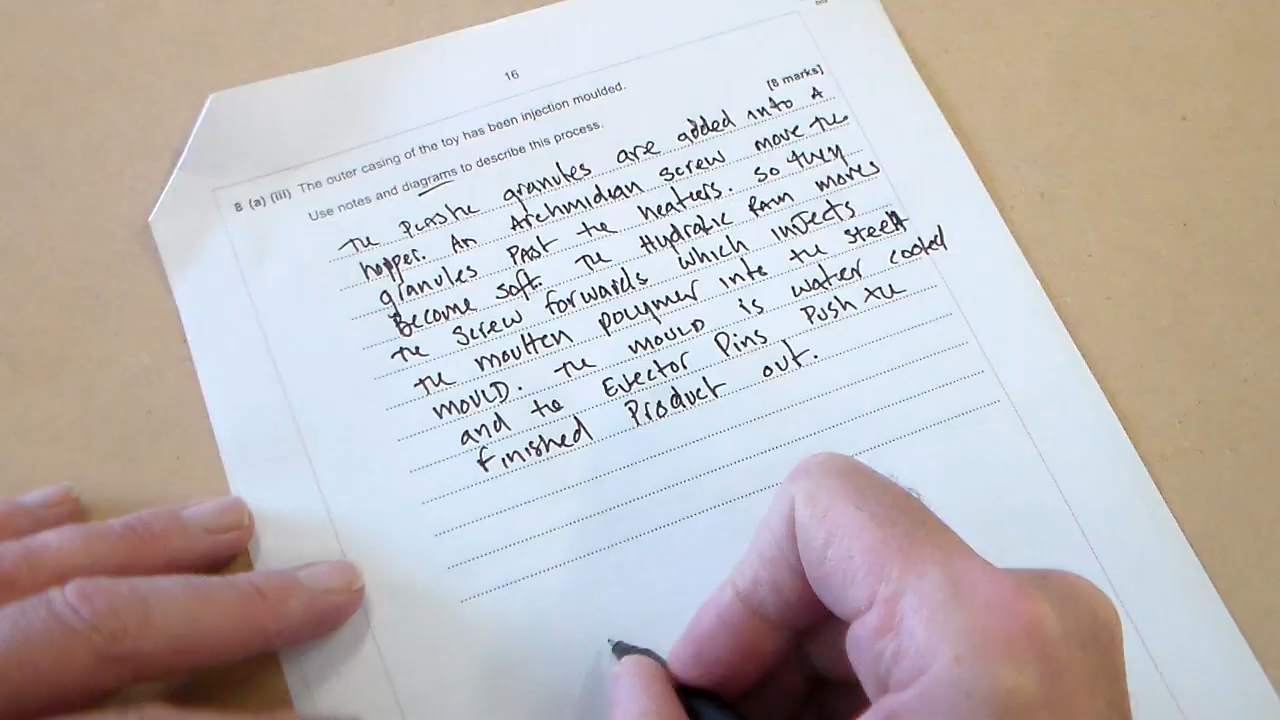 16
8 (a) (iii) The outer casing of the toy has been injection moulded.
Use notes and diagrams to describe this process.
[8 marks]
The Plastic granules are added into A
hopper. An Archmidian screw move the
granules PAst the heaters. So they
Become soft. The Hydralic RAm moves
the screw forwards which injects
the moulten polymer into the steel
mOULD. The mOULD is water cooled
and the Ejector Pins Push the
finished Product out.